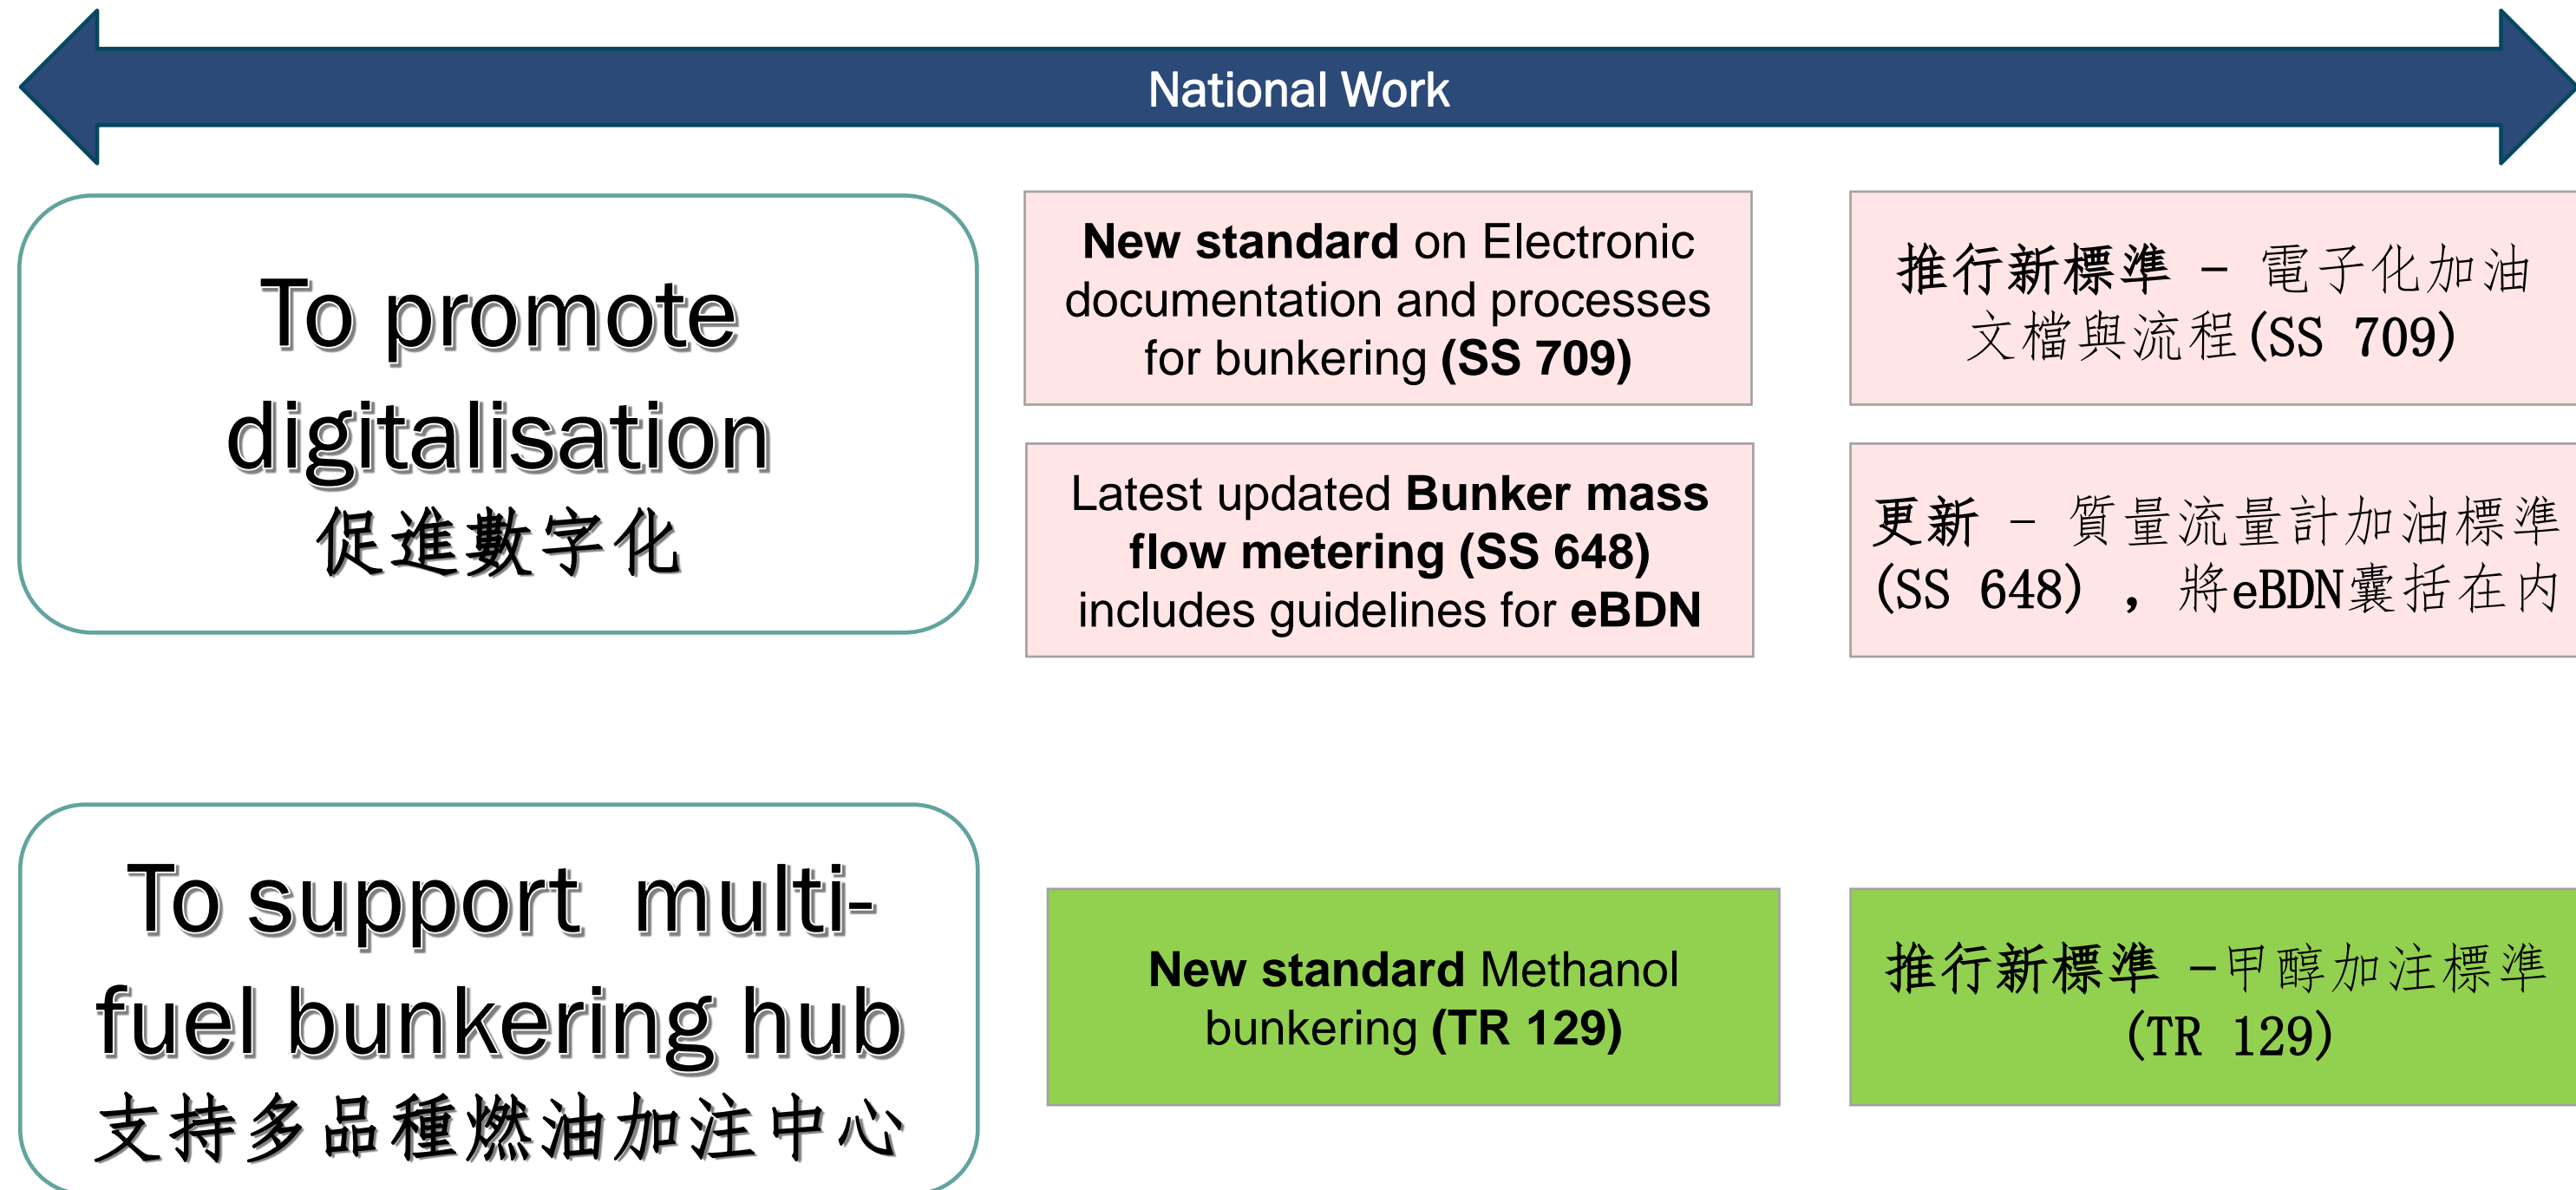 National Work
To promote
digitalisation
促進數字化
New standard on Electronic
documentation and processes
for bunkering (SS 709)
推行新標準 – 電子化加油
文檔與流程(SS 709)
Latest updated Bunker mass
flow metering (SS 648)
includes guidelines for eBDN
更新 – 質量流量計加油標準
(SS 648) ，將eBDN囊括在内
To support multi-
fuel bunkering hub
支持多品種燃油加注中心
New standard Methanol
bunkering (TR 129)
推行新標準 –甲醇加注標準
(TR 129)